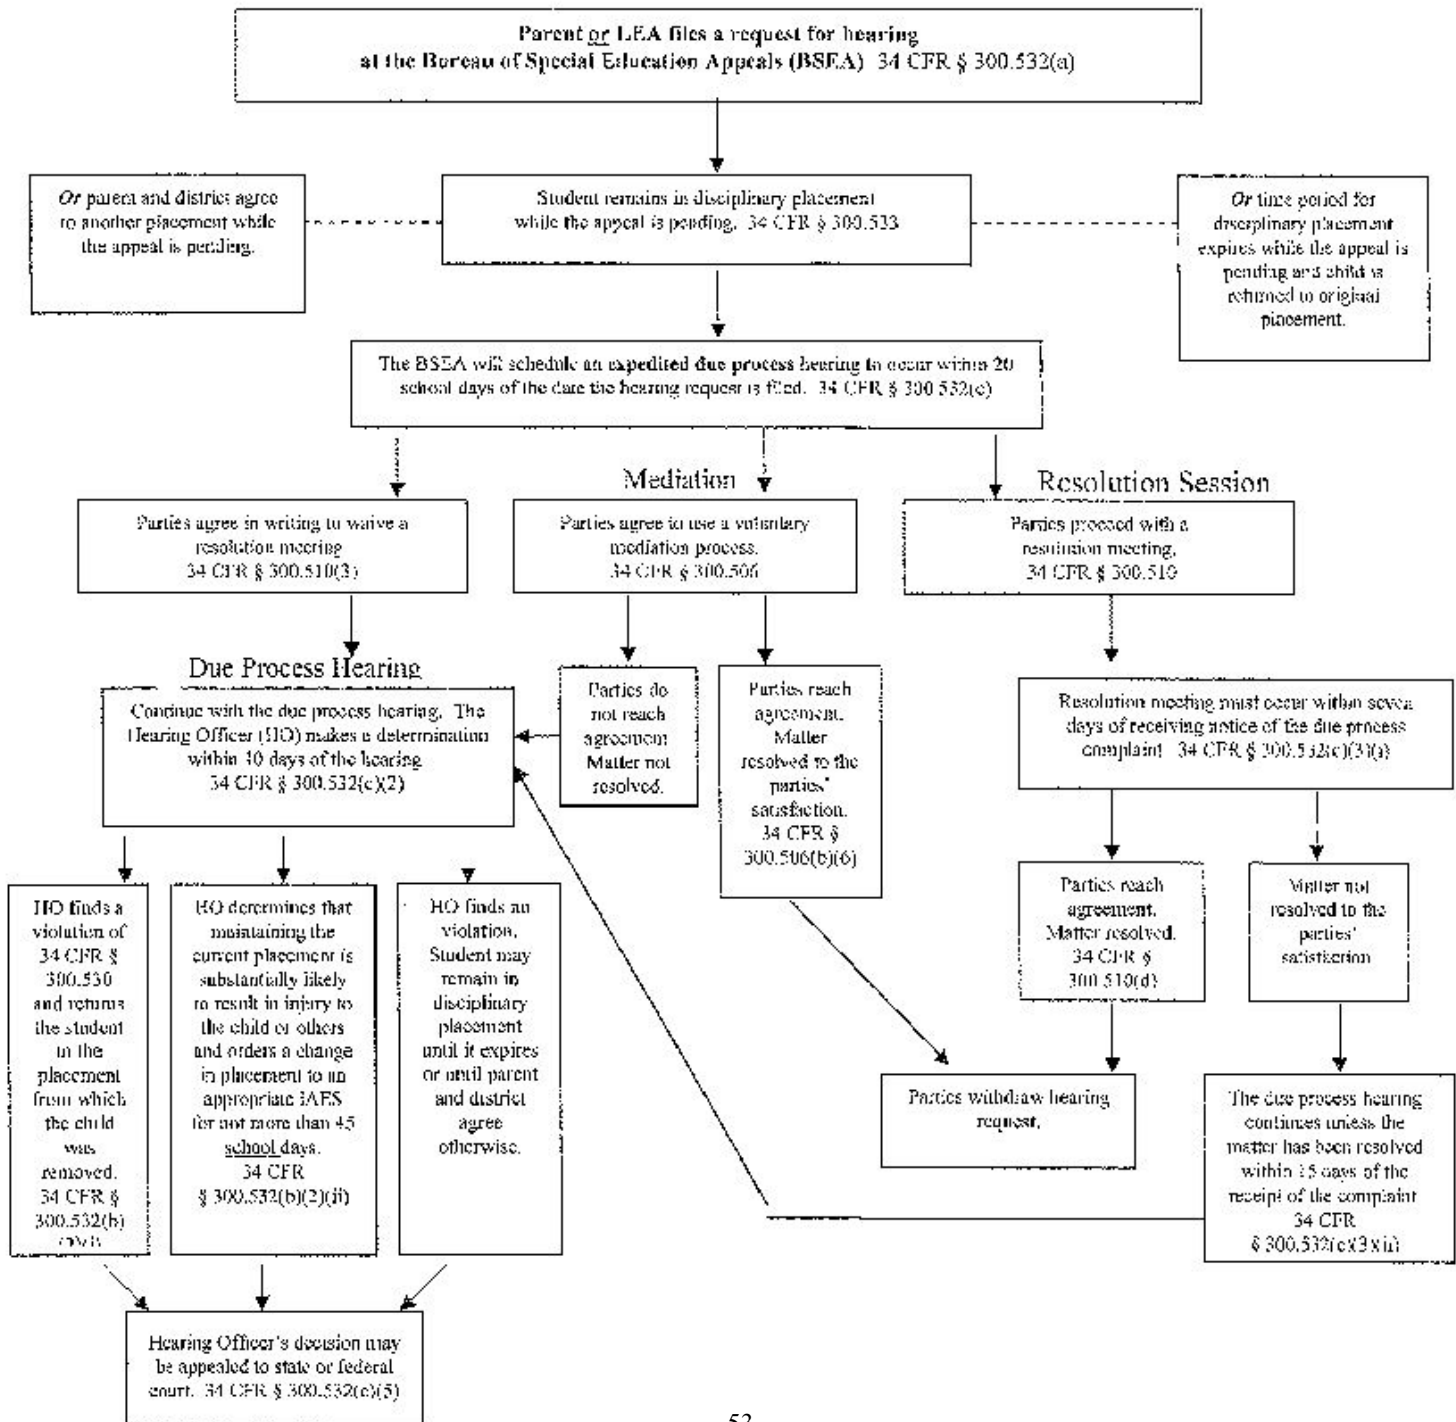 Parent or LEA files a request for hearing
at the Bureau of Special Education Appeals (BSEA) 34 CFR § 300.532(a)
Or parent and district agree
to another placement while
the appeal is pending.
Student remains in disciplinary placement
while the appeal is pending. 34 CFR § 300.533
Or time period for
disciplinary placement
expires while the appeal is
pending and child is
returned to original
placement.
The BSEA will schedule an expedited due process hearing to occur within 20
school days of the date the hearing request is filed. 34 CFR § 300.532(c)
Mediation
Resolution Session
Parties agree in writing to waive a
resolution meeting
34 CFR § 300.510(3)
Parties agree to use a voluntary
mediation process.
34 CFR § 300.506
Parties proceed with a
resolution meeting.
34 CFR § 300.510
Due Process Hearing
Continue with the due process hearing. The
Hearing Officer (HO) makes a determination
within 10 days of the hearing
34 CFR § 300.532(c)(2)
Parties do
not reach
agreement
Matter not
resolved.
Parties reach
agreement.
Matter
resolved to the
parties'
satisfaction.
34 CFR §
300.506(b)(6)
Resolution meeting must occur within seven
days of receiving notice of the due process
complaint 34 CFR § 300.532(c)(3)(i)
Parties reach
agreement.
Matter resolved.
34 CFR §
300.510(d)
Matter not
resolved to the
parties'
satisfaction
HO finds a
violation of
34 CFR §
300.530
and returns
the student
to the
placement
from which
the child
was
removed.
34 CFR §
300.532(b)
HO determines that
maintaining the
current placement is
substantially likely
to result in injury to
the child or others
and orders a change
in placement to an
appropriate IAES
for not more than 45
school days.
34 CFR
§ 300.532(b)(2)(ii)
HO finds no
violation.
Student may
remain in
disciplinary
placement
until it expires
or until parent
and district
agree
otherwise.
Parties withdraw hearing
request.
The due process hearing
continues unless the
matter has been resolved
within 15 days of the
receipt of the complaint
34 CFR
§ 300.532(c)(3)(ii)
Hearing Officer's decision may
be appealed to state or federal
court. 34 CFR § 300.532(c)(5)